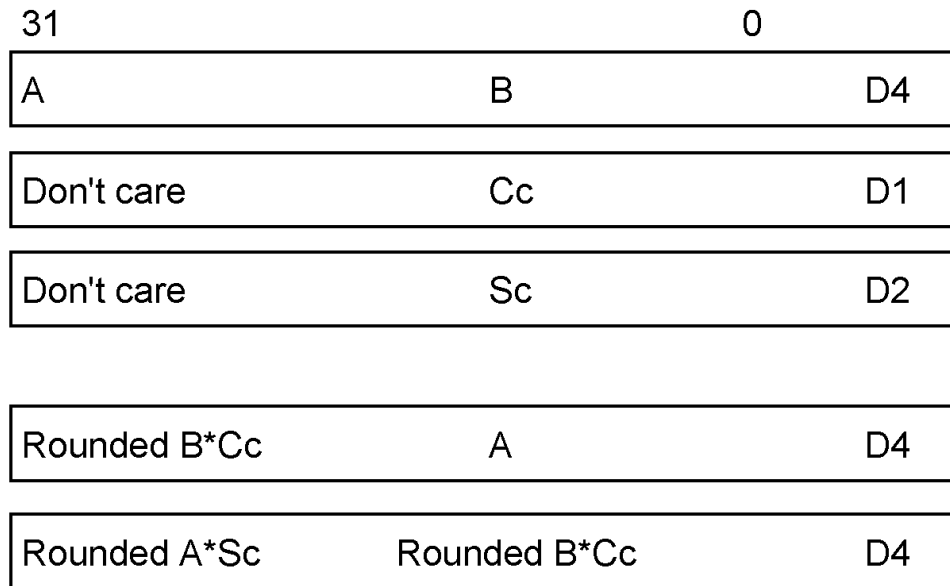 31 0
A B D4
Don't care Cc D1
Don't care Sc D2
Rounded B*Cc A D4
Rounded A*Sc Rounded B*Cc D4